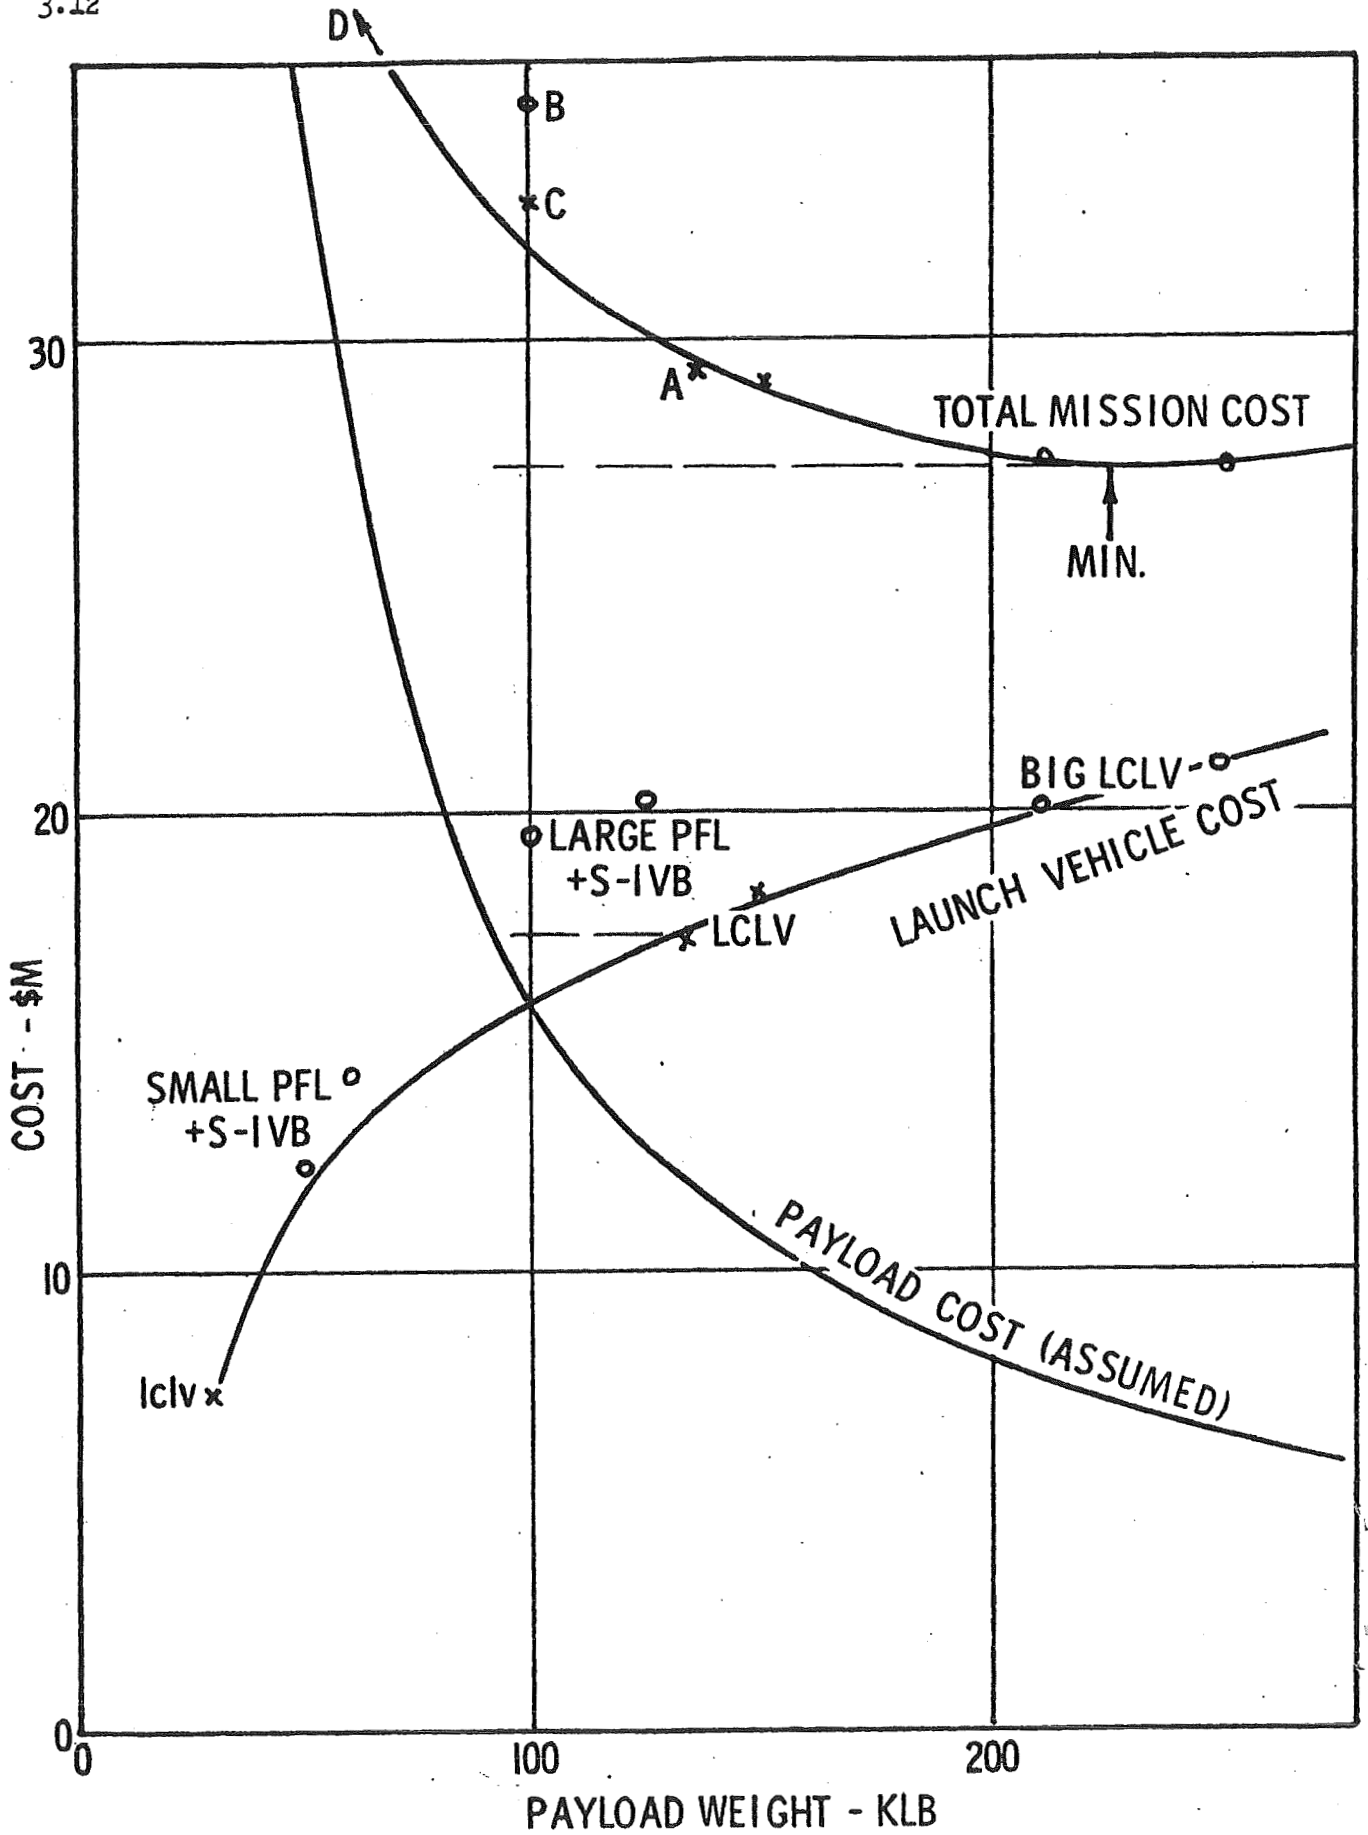 3.12
D
B
C
30
A
TOTAL MISSION COST
MIN.
BIG LCLV
20
LARGE PFL
+S-IVB
LAUNCH VEHICLE COST
LCLV
COST - $M
SMALL PFL
+S-IVB
PAYLOAD COST (ASSUMED)
10
lclv
0
0
100
200
PAYLOAD WEIGHT - KLB